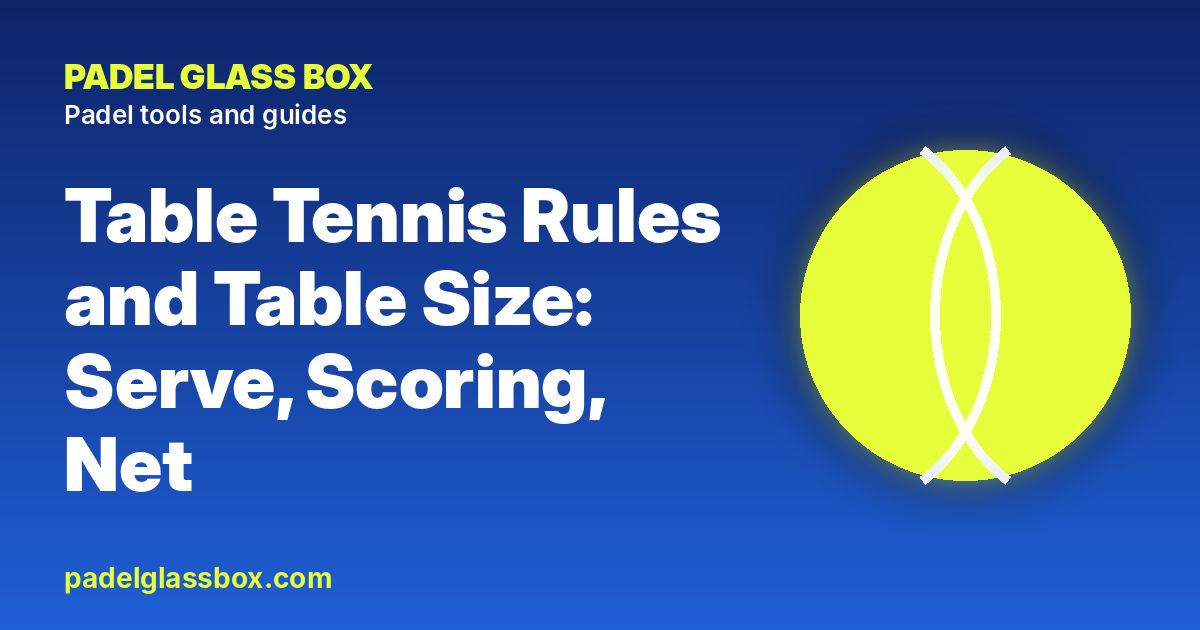 PADEL GLASS BOX
Padel tools and guides
Table Tennis Rules
and Table Size:
Serve, Scoring,
Net
padelglassbox.com